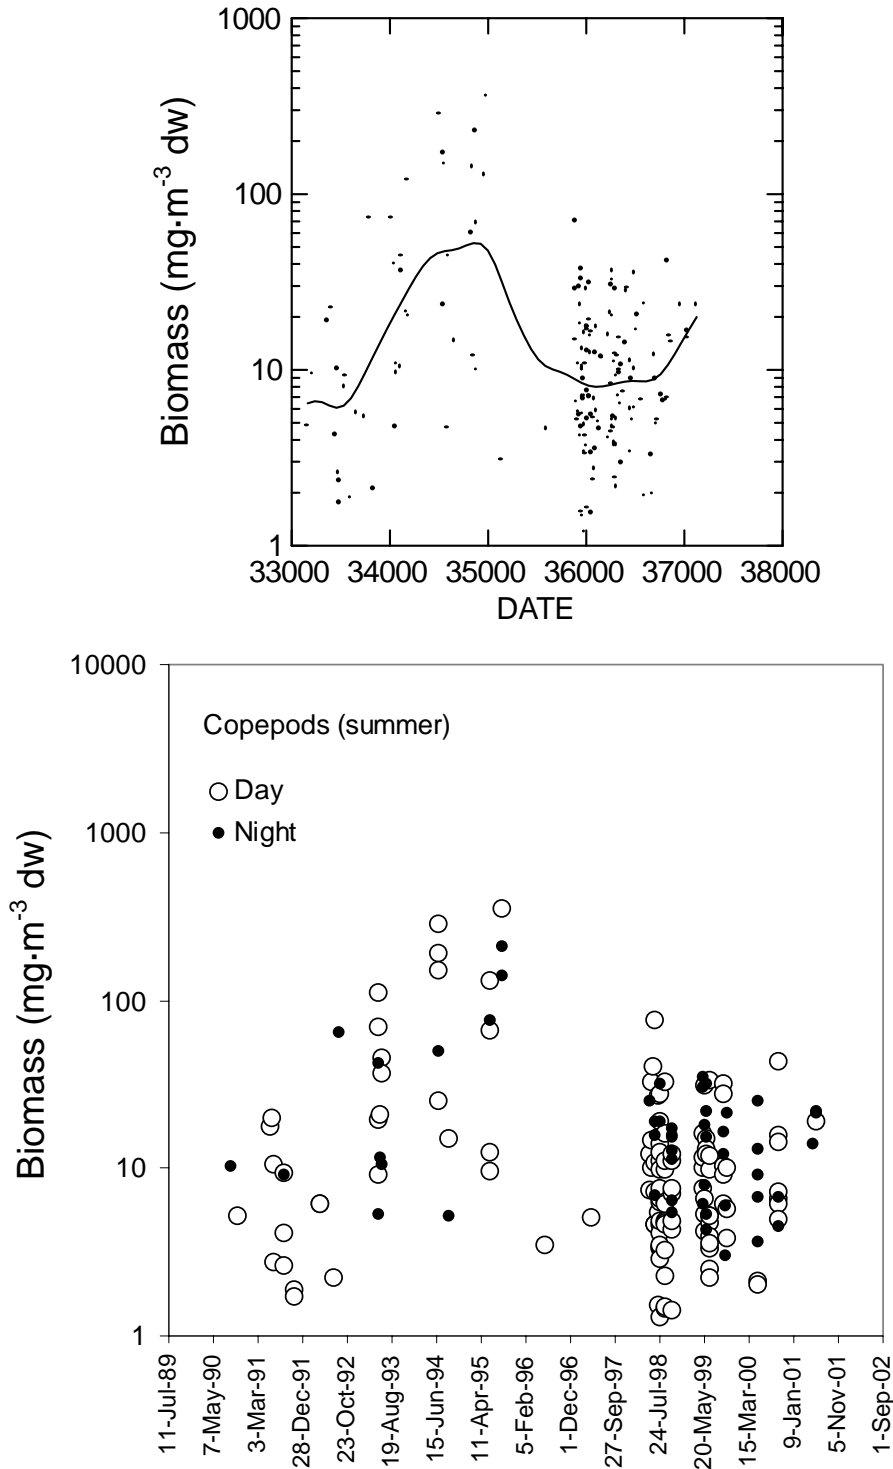 1000
100
10
1
Biomass (mg·m-3 dw)
33000 34000 35000 36000 37000 38000
DATE
10000
1000
100
10
1
Biomass (mg·m-3 dw)
Copepods (summer)
Day
Night
11-Jul-89
7-May-90
3-Mar-91
28-Dec-91
23-Oct-92
19-Aug-93
15-Jun-94
11-Apr-95
5-Feb-96
1-Dec-96
27-Sep-97
24-Jul-98
20-May-99
15-Mar-00
9-Jan-01
5-Nov-01
1-Sep-02